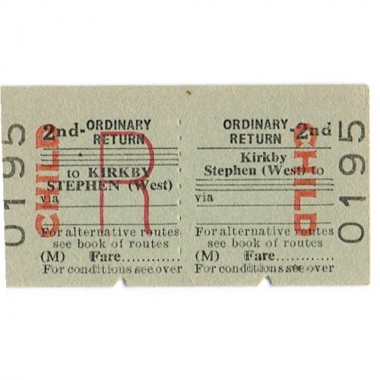 0195
CHILD
2nd- ORDINARY
RETURN
R
to KIRKBY
STEPHEN (West)
via
For alternative routes
see book of routes
(M) Fare............
For conditions see over
ORDINARY -2nd
RETURN
CHILD
Kirkby
Stephen (West) to
via
For alternative routes
see book of routes
(M) Fare............
For conditions see over
0195